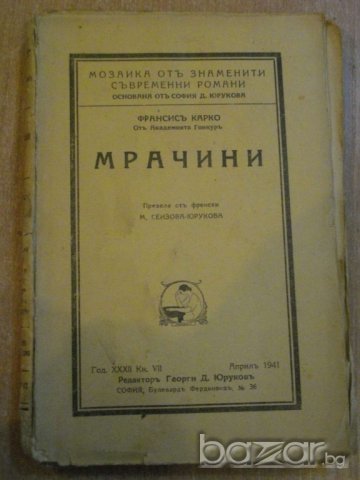 МОЗАИКА ОТЪ ЗНАМЕНИТИ
СЪВРЕМЕННИ РОМАНИ
ОСНОВАНА ОТЪ СОФИЯ Д. ЮРУКОВА
ФРАНСИСЪ КАРКО
Отъ Академията Гонкуръ
МРАЧИНИ
Превела отъ френски
М. ГЕНЗОВА-ЮРУКОВА
Год. XXXII Кн. VII
Априлъ 1941
Редакторъ Георги Д. Юруковъ
СОФИЯ, Булевардъ Фердинандъ, № 36
bazar.bg